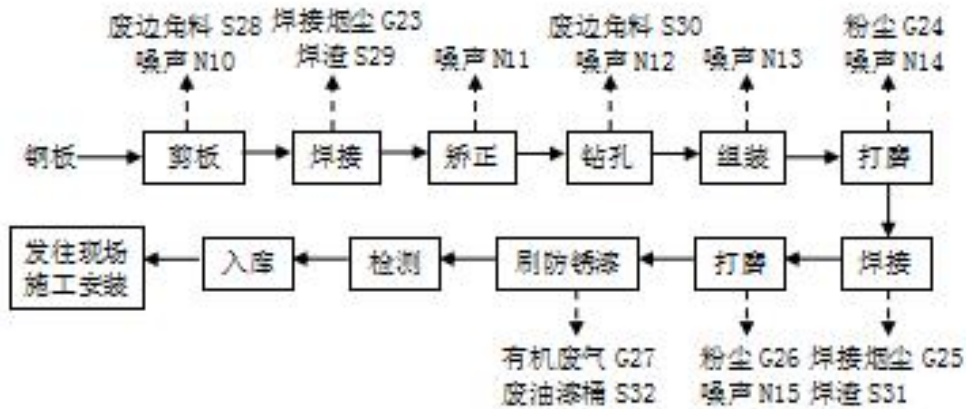 废边角料 S28
噪声 N10
焊接烟尘 G23
焊渣 S29
噪声 N11
废边角料 S30
噪声 N12
噪声 N13
粉尘 G24
噪声 N14
钢板
剪板
焊接
矫正
钻孔
组装
打磨
发往现场
施工安装
入库
检测
刷防锈漆
打磨
焊接
有机废气 G27
废油漆桶 S32
粉尘 G26
噪声 N15
焊接烟尘 G25
焊渣 S31